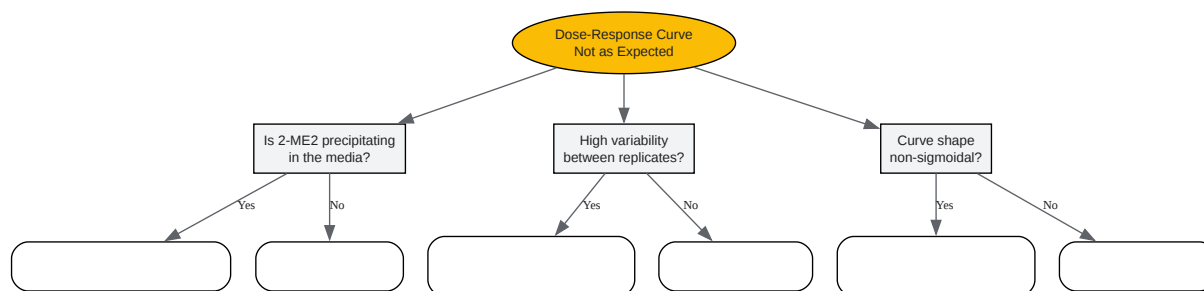 Dose-Response Curve
Not as Expected
Is 2-ME2 precipitating
in the media?
High variability
between replicates?
Curve shape
non-sigmoidal?
Yes
No
Yes
No
Yes
No